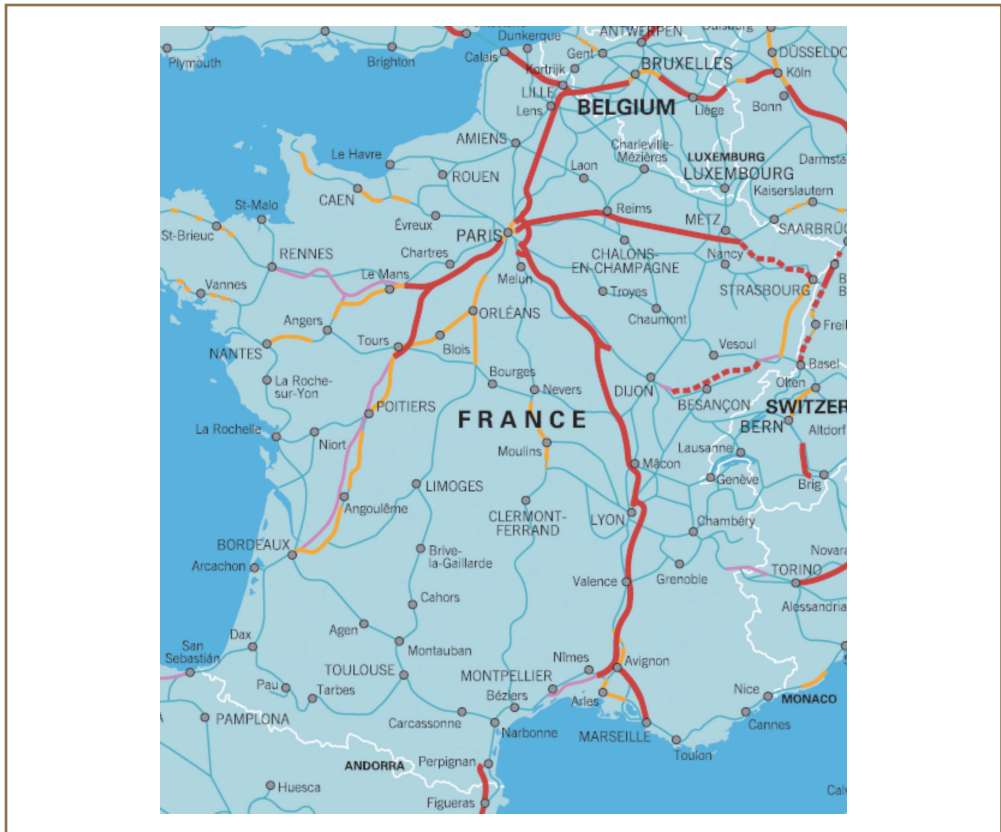 Dunkerque
ANTWERPEN
Plymouth
Brighton
Calais
Gent
DÜSSELDO
Kortrijk
BRUXELLES
Köln
LILLE
BELGIUM
Lens
Liège
Bonn
AMIENS
Charleville-
Mézières
Le Havre
Laon
LUXEMBURG
Darmsta
ROUEN
LUXEMBOURG
Kaiserslautern
CAEN
St-Malo
Reims
METZ
SAARBRÜ
Évreux
St-Brieuc
PARIS
CHALONS-
EN-CHAMPAGNE
Nancy
RENNES
Chartres
Melun
STRASBOURG
Le Mans
Troyes
Vannes
ORLÉANS
Chaumont
Angers
Freil
NANTES
Tours
Blois
Vesoul
Basel
Bourges
La Roche-
sur-Yon
Nevers
DIJON
Olten
BESANÇON
SWITZER
POITIERS
FRANCE
BERN
La Rochelle
Altdorf
Niort
Moulins
Lausanne
Mâcon
Genève
Brig
LIMOGES
Angoulême
CLERMONT-
FERRAND
LYON
Chambéry
BORDEAUX
Brive-
la-Gaillarde
Novara
Arcachon
Grenoble
Valence
TORINO
Cahors
Alessandria
Agen
Dax
Montauban
San
Sebastián
Nîmes
Avignon
TOULOUSE
MONTPELLIER
Pau
Béziers
Arles
Nice
Tarbes
MONACO
PAMPLONA
Carcassonne
Cannes
Narbonne
MARSEILLE
Toulon
ANDORRA
Perpignan
Huesca
Calv
Figueras